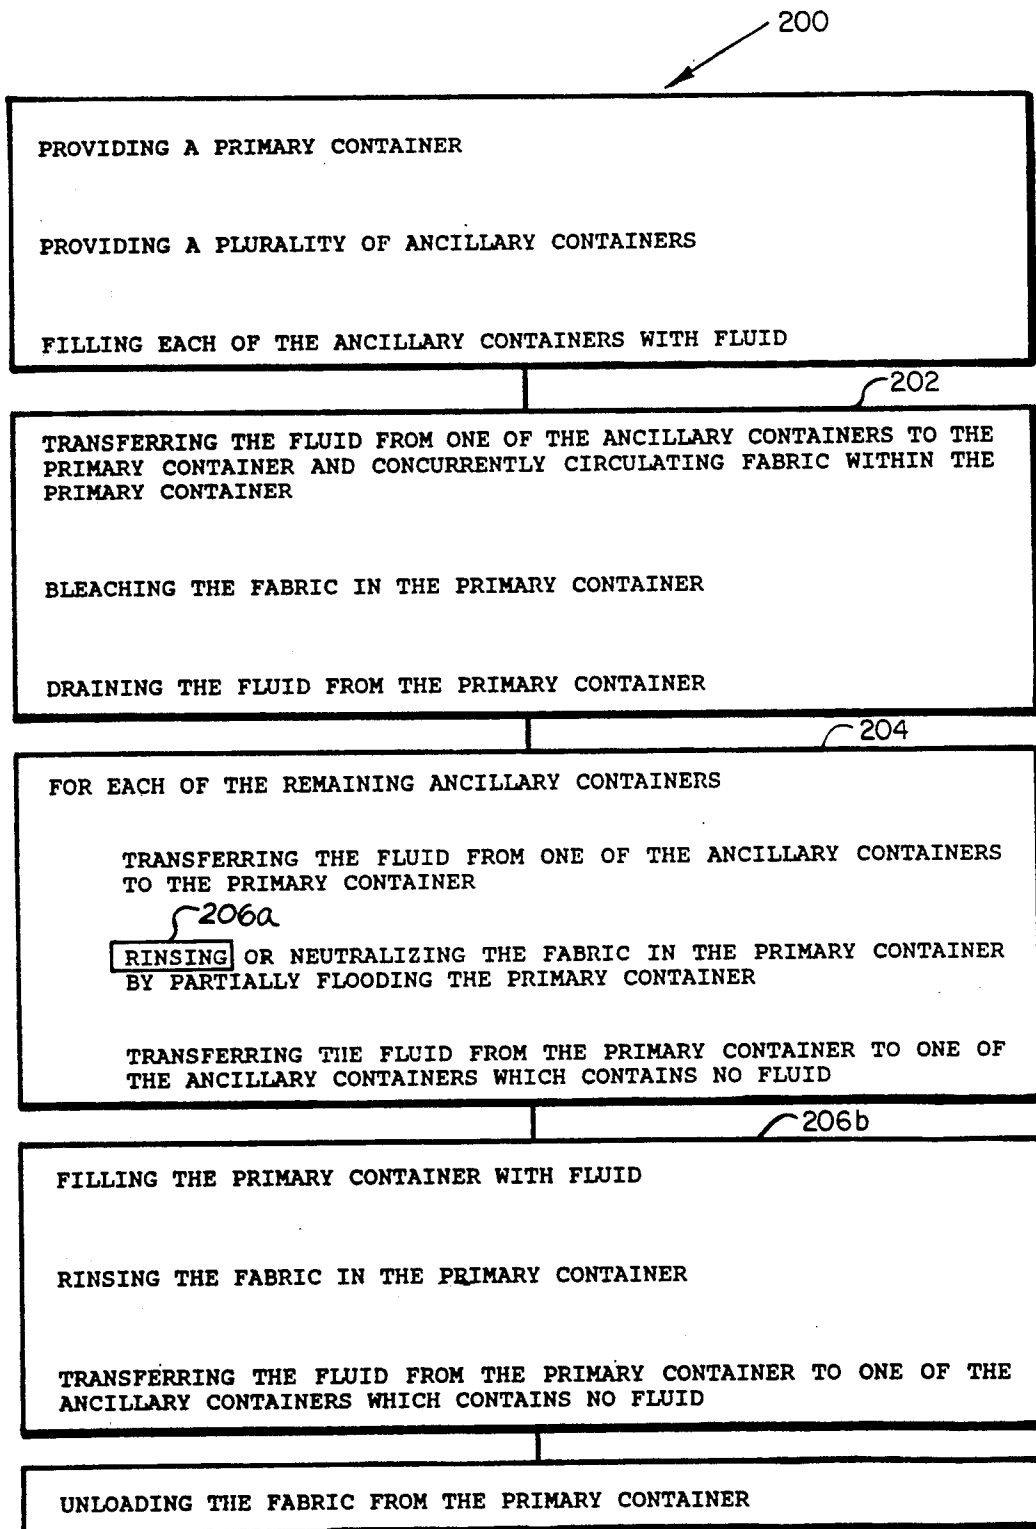 200
PROVIDING A PRIMARY CONTAINER
PROVIDING A PLURALITY OF ANCILLARY CONTAINERS
FILLING EACH OF THE ANCILLARY CONTAINERS WITH FLUID
202
TRANSFERRING THE FLUID FROM ONE OF THE ANCILLARY CONTAINERS TO THE
PRIMARY CONTAINER AND CONCURRENTLY CIRCULATING FABRIC WITHIN THE
PRIMARY CONTAINER
BLEACHING THE FABRIC IN THE PRIMARY CONTAINER
DRAINING THE FLUID FROM THE PRIMARY CONTAINER
204
FOR EACH OF THE REMAINING ANCILLARY CONTAINERS
TRANSFERRING THE FLUID FROM ONE OF THE ANCILLARY CONTAINERS
TO THE PRIMARY CONTAINER
206a
RINSING OR NEUTRALIZING THE FABRIC IN THE PRIMARY CONTAINER
BY PARTIALLY FLOODING THE PRIMARY CONTAINER
TRANSFERRING THE FLUID FROM THE PRIMARY CONTAINER TO ONE OF
THE ANCILLARY CONTAINERS WHICH CONTAINS NO FLUID
206b
FILLING THE PRIMARY CONTAINER WITH FLUID
RINSING THE FABRIC IN THE PRIMARY CONTAINER
TRANSFERRING THE FLUID FROM THE PRIMARY CONTAINER TO ONE OF THE
ANCILLARY CONTAINERS WHICH CONTAINS NO FLUID
UNLOADING THE FABRIC FROM THE PRIMARY CONTAINER